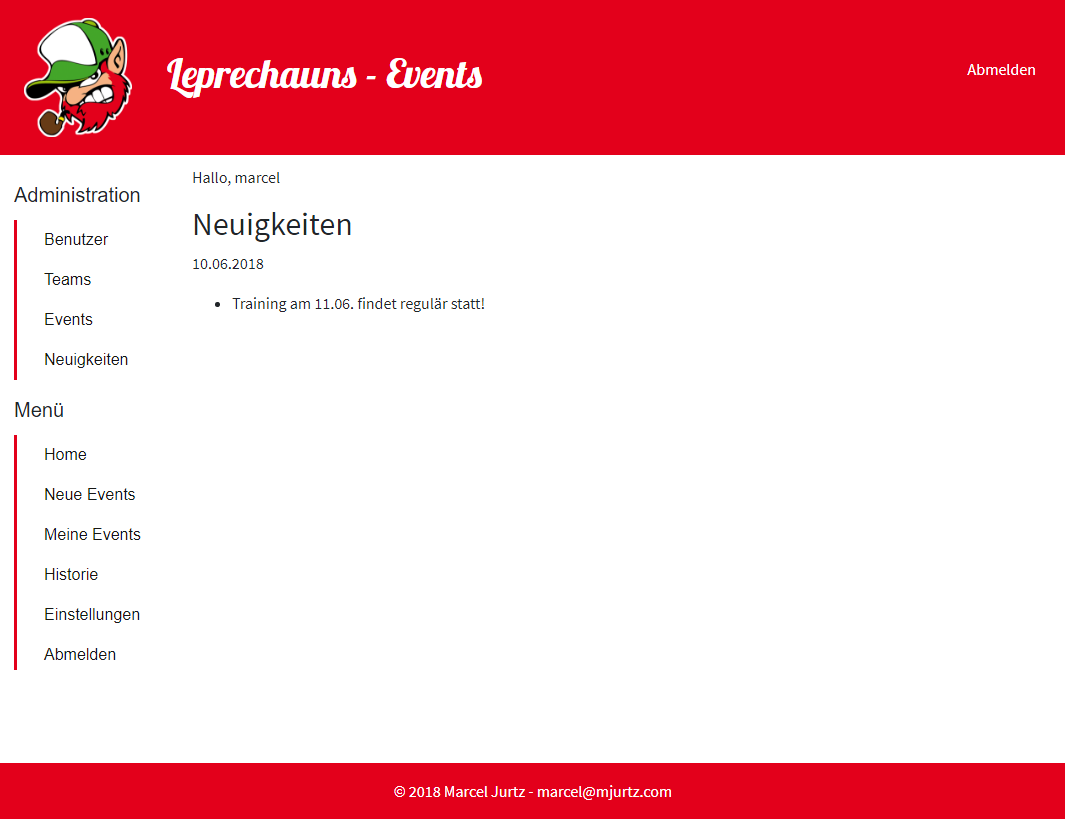 Leprechauns - Events
Abmelden
Administration
Benutzer
Teams
Events
Neuigkeiten
Menü
Home
Neue Events
Meine Events
Historie
Einstellungen
Abmelden
Hallo, marcel
Neuigkeiten
10.06.2018
• Training am 11.06. findet regulär statt!
© 2018 Marcel Jurtz - marcel@mjurtz.com